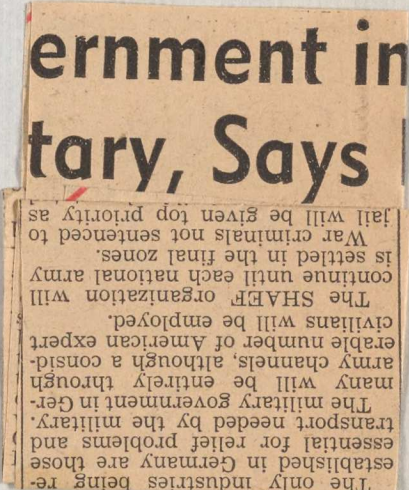 ernment in
tary, Says
The only industries being re-
established in Germany are those
essential for relief problems and
transport needed by the military.
The military government in Ger-
many will be entirely through
army channels, although a consid-
erable number of American expert
civilians will be employed.
The SHAEF organization will
continue until each national army
is settled in the final zones.
War criminals not sentenced to
jail will be given top priority as